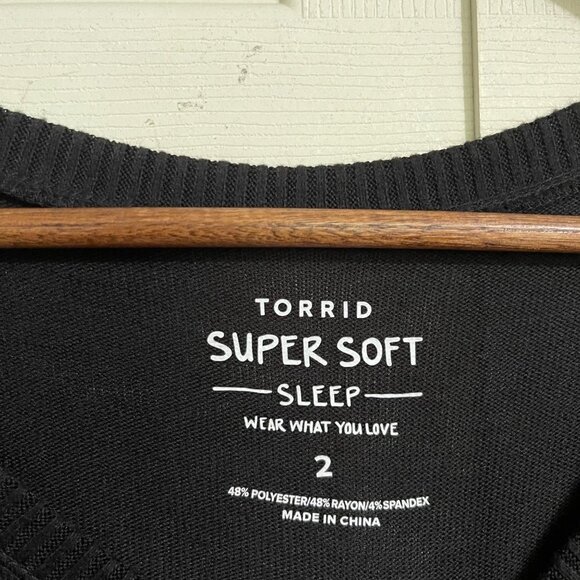 TORRID
SUPER SOFT
SLEEP
WEAR WHAT YOU LOVE
2
48% POLYESTER/48% RAYON/4% SPANDEX
MADE IN CHINA